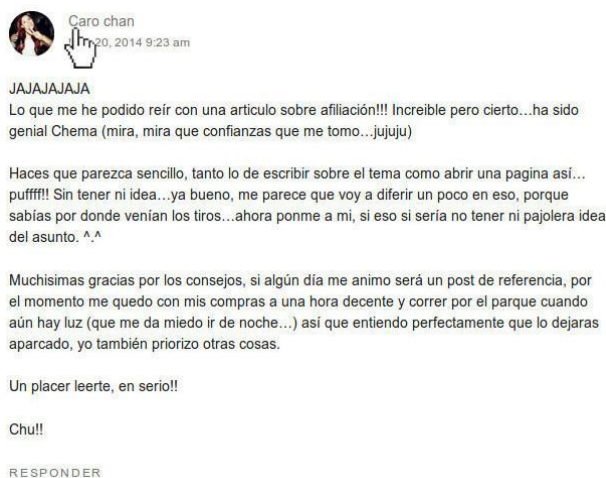 Caro chan
20, 2014 9:23 am
JAJAJAJAJA
Lo que me he podido reír con una articulo sobre afiliación!!! Increible pero cierto…ha sido
genial Chema (mira, mira que confianzas que me tomo…jujuju)
Haces que parezca sencillo, tanto lo de escribir sobre el tema como abrir una pagina así…
puffff!! Sin tener ni idea…ya bueno, me parece que voy a diferir un poco en eso, porque
sabías por donde venían los tiros…ahora ponme a mi, si eso si sería no tener ni pajolera idea
del asunto. ^.^
Muchisimas gracias por los consejos, si algún día me animo será un post de referencia, por
el momento me quedo con mis compras a una hora decente y correr por el parque cuando
aún hay luz (que me da miedo ir de noche…) así que entiendo perfectamente que lo dejaras
aparcado, yo también priorizo otras cosas.
Un placer leerte, en serio!!
Chu!!
RESPONDER